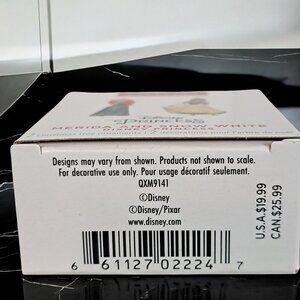 Disney
PRINCESS
MERIDA AND SNOW WHITE
DISNEY PRINCESS
Designs may vary from shown. Products not shown to scale.
For decorative use only. Pour usage décoratif seulement.
QXM9141
©Disney
©Disney/Pixar
www.disney.com
6 61127 02224 7
U.S.A.$19.99
CAN.$25.99